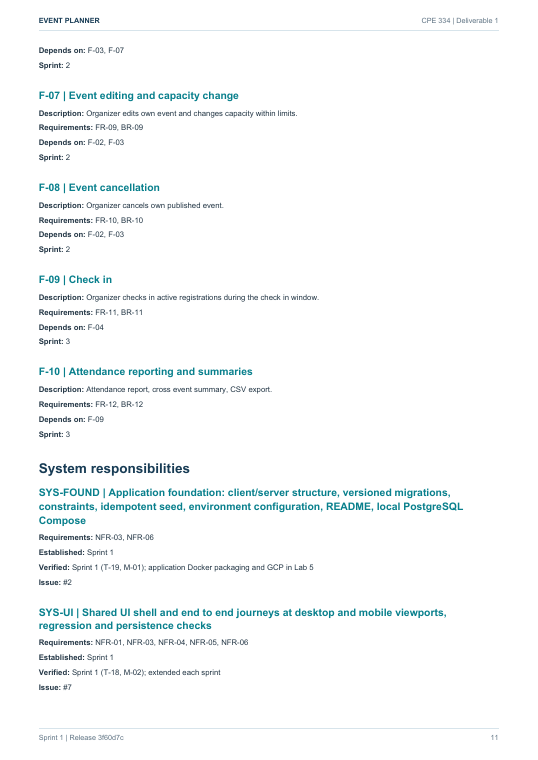 EVENT PLANNER
CPE 334 | Deliverable 1
Depends on: F-03, F-07
Sprint: 2
F-07 | Event editing and capacity change
Description: Organizer edits own event and changes capacity within limits.
Requirements: FR-09, BR-09
Depends on: F-02, F-03
Sprint: 2
F-08 | Event cancellation
Description: Organizer cancels own published event.
Requirements: FR-10, BR-10
Depends on: F-02, F-03
Sprint: 2
F-09 | Check in
Description: Organizer checks in active registrations during the check in window.
Requirements: FR-11, BR-11
Depends on: F-04
Sprint: 3
F-10 | Attendance reporting and summaries
Description: Attendance report, cross event summary, CSV export.
Requirements: FR-12, BR-12
Depends on: F-09
Sprint: 3
System responsibilities
SYS-FOUND | Application foundation: client/server structure, versioned migrations,
constraints, idempotent seed, environment configuration, README, local PostgreSQL
Compose
Requirements: NFR-03, NFR-06
Established: Sprint 1
Verified: Sprint 1 (T-19, M-01); application Docker packaging and GCP in Lab 5
Issue: #2
SYS-UI | Shared UI shell and end to end journeys at desktop and mobile viewports,
regression and persistence checks
Requirements: NFR-01, NFR-03, NFR-04, NFR-05, NFR-06
Established: Sprint 1
Verified: Sprint 1 (T-18, M-02); extended each sprint
Issue: #7
Sprint 1 | Release 3f60d7c
11